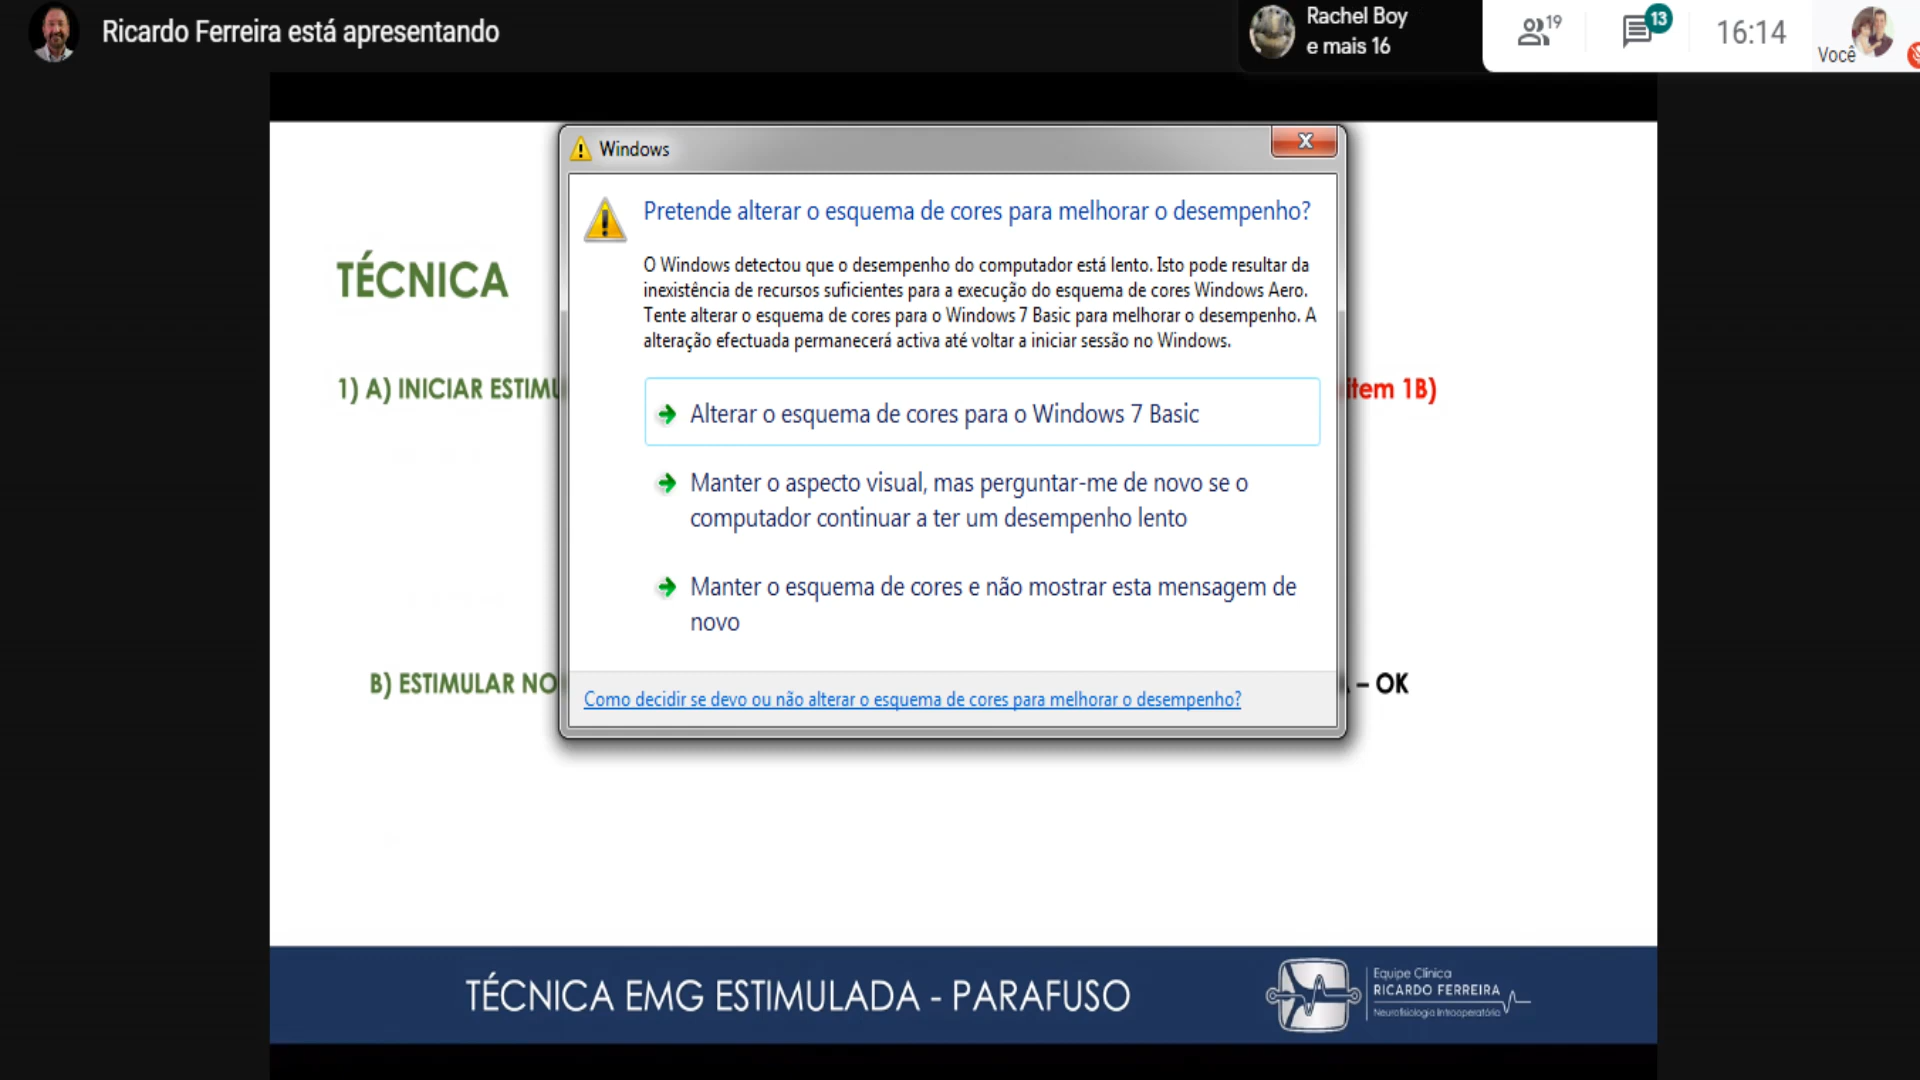 Ricardo Ferreira está apresentando
Rachel Boy
e mais 16
19
13
16:14
Você
Windows
X
Pretende alterar o esquema de cores para melhorar o desempenho?
O Windows detectou que o desempenho do computador está lento. Isto pode resultar da
inexistência de recursos suficientes para a execução do esquema de cores Windows Aero.
Tente alterar o esquema de cores para o Windows 7 Basic para melhorar o desempenho. A
alteração efectuada permanecerá activa até voltar a iniciar sessão no Windows.
Alterar o esquema de cores para o Windows 7 Basic
Manter o aspecto visual, mas perguntar-me de novo se o
computador continuar a ter um desempenho lento
Manter o esquema de cores e não mostrar esta mensagem de
novo
Como decidir se devo ou não alterar o esquema de cores para melhorar o desempenho?
TÉCNICA
1) A) INICIAR item 1B)
B) ESTIMULAR NO – OK
TÉCNICA EMG ESTIMULADA - PARAFUSO
Equipe Clínica
RICARDO FERREIRA
Neurofisiologia Intraoperatória